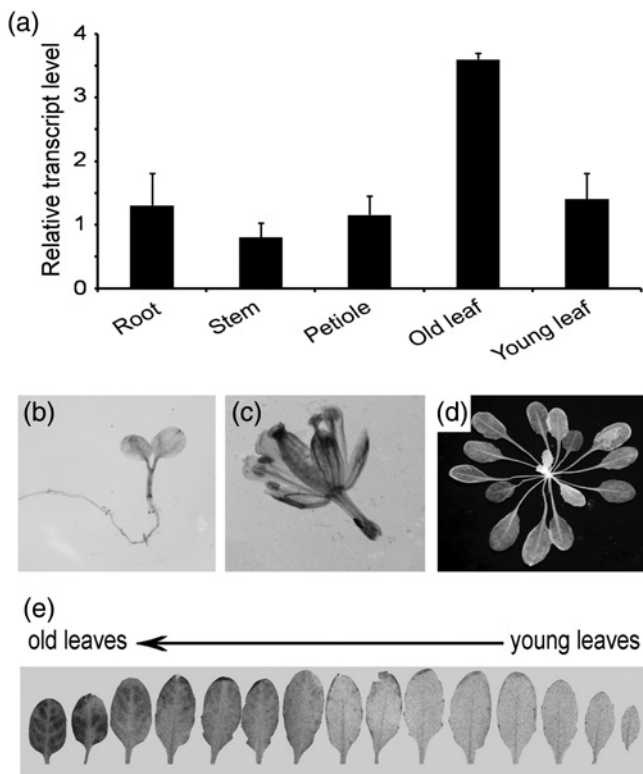 (a)
Relative transcript level
4
3
2
1
0
Root
Stem
Petiole
Old leaf
Young leaf
(b)
(c)
(d)
(e)
old leaves
young leaves